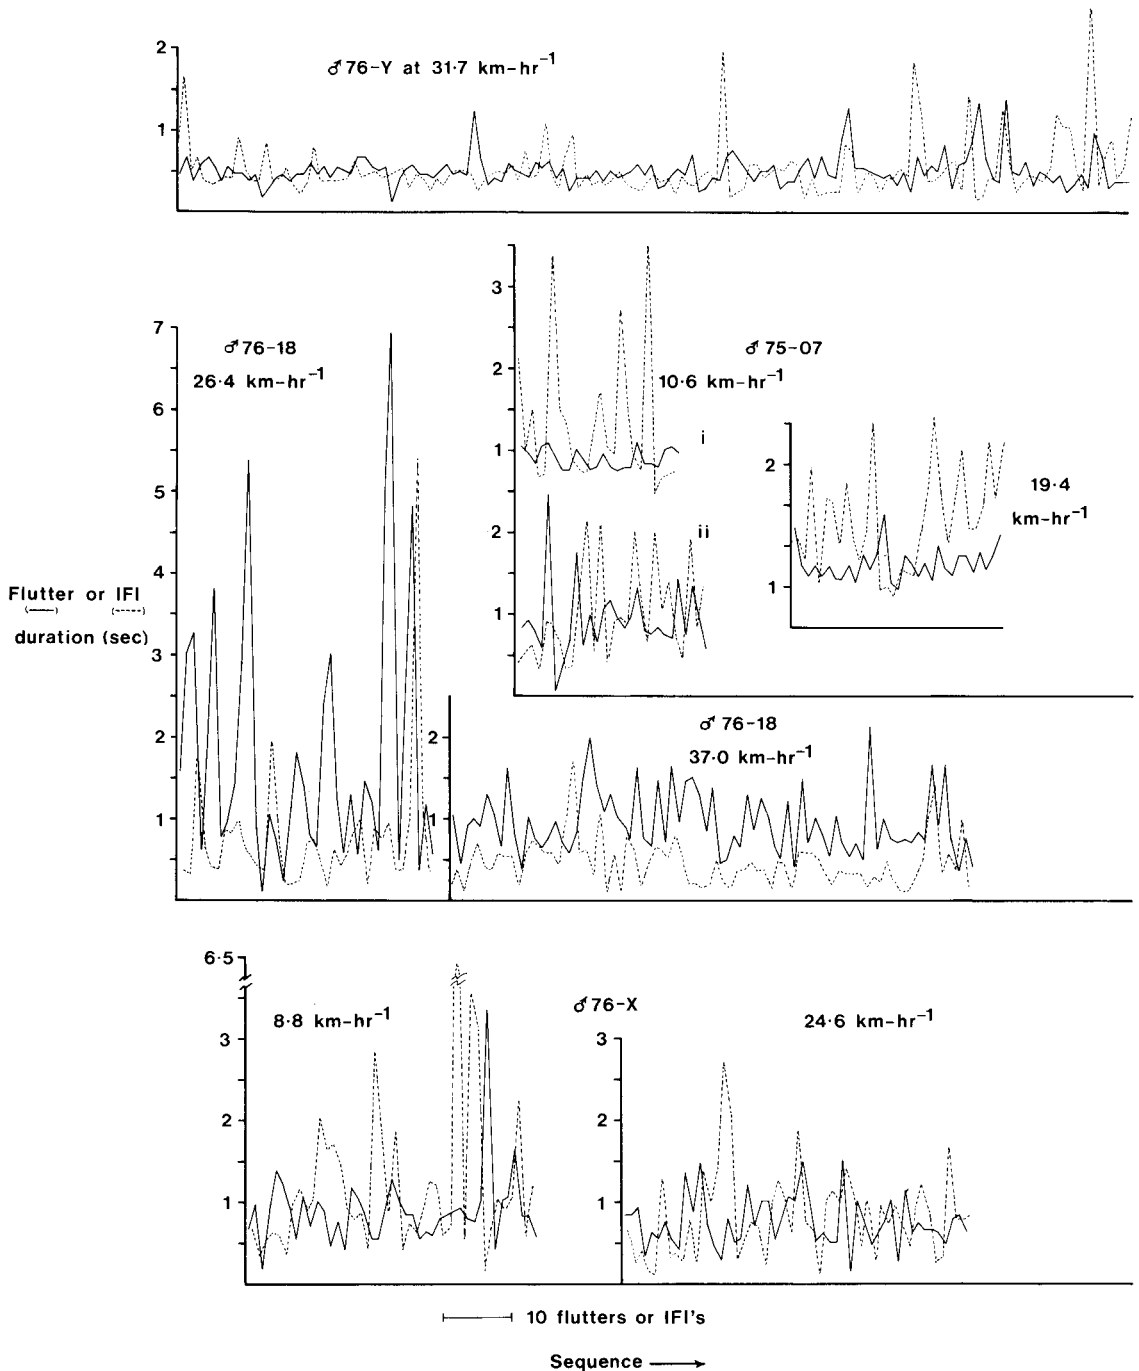 ♂76-Y at 31·7 km-hr⁻¹
2
1
♂76-18
26·4 km-hr⁻¹
7
6
5
4
3
2
1
♂75-07
10·6 km-hr⁻¹
3
2
1
i
2
1
ii
19·4
km-hr⁻¹
2
1
Flutter or IFI
(—) (----)
duration (sec)
♂76-18
37·0 km-hr⁻¹
2
1
♂76-X
8·8 km-hr⁻¹
6·5
3
2
1
24·6 km-hr⁻¹
3
2
1
10 flutters or IFI's
Sequence ⟶